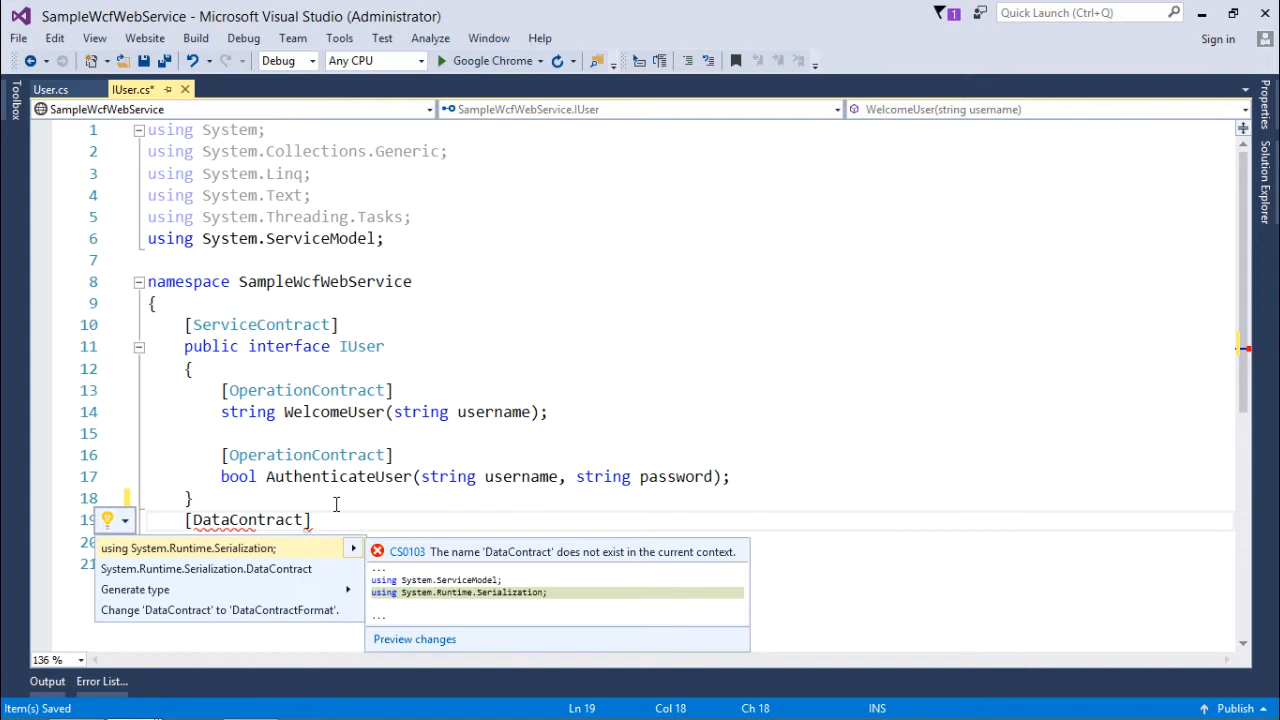 SampleWcfWebService - Microsoft Visual Studio (Administrator)
1
Quick Launch (Ctrl+Q)
File Edit View Website Build Debug Team Tools Test Analyze Window Help
Sign in
Debug Any CPU Google Chrome
Toolbox
User.cs IUser.cs*
SampleWcfWebService SampleWcfWebService.IUser WelcomeUser(string username)
Properties
Solution Explorer
1 using System;
2 using System.Collections.Generic;
3 using System.Linq;
4 using System.Text;
5 using System.Threading.Tasks;
6 using System.ServiceModel;
7
8 namespace SampleWcfWebService
9 {
10 [ServiceContract]
11 public interface IUser
12 {
13 [OperationContract]
14 string WelcomeUser(string username);
15
16 [OperationContract]
17 bool AuthenticateUser(string username, string password);
18 }
19 [DataContract]
20
21
using System.Runtime.Serialization;
System.Runtime.Serialization.DataContract
Generate type
Change 'DataContract' to 'DataContractFormat'.
CS0103 The name 'DataContract' does not exist in the current context.
...
using System.ServiceModel;
using System.Runtime.Serialization;
...
Preview changes
136 %
Output Error List...
Item(s) Saved Ln 19 Col 18 Ch 18 INS Publish